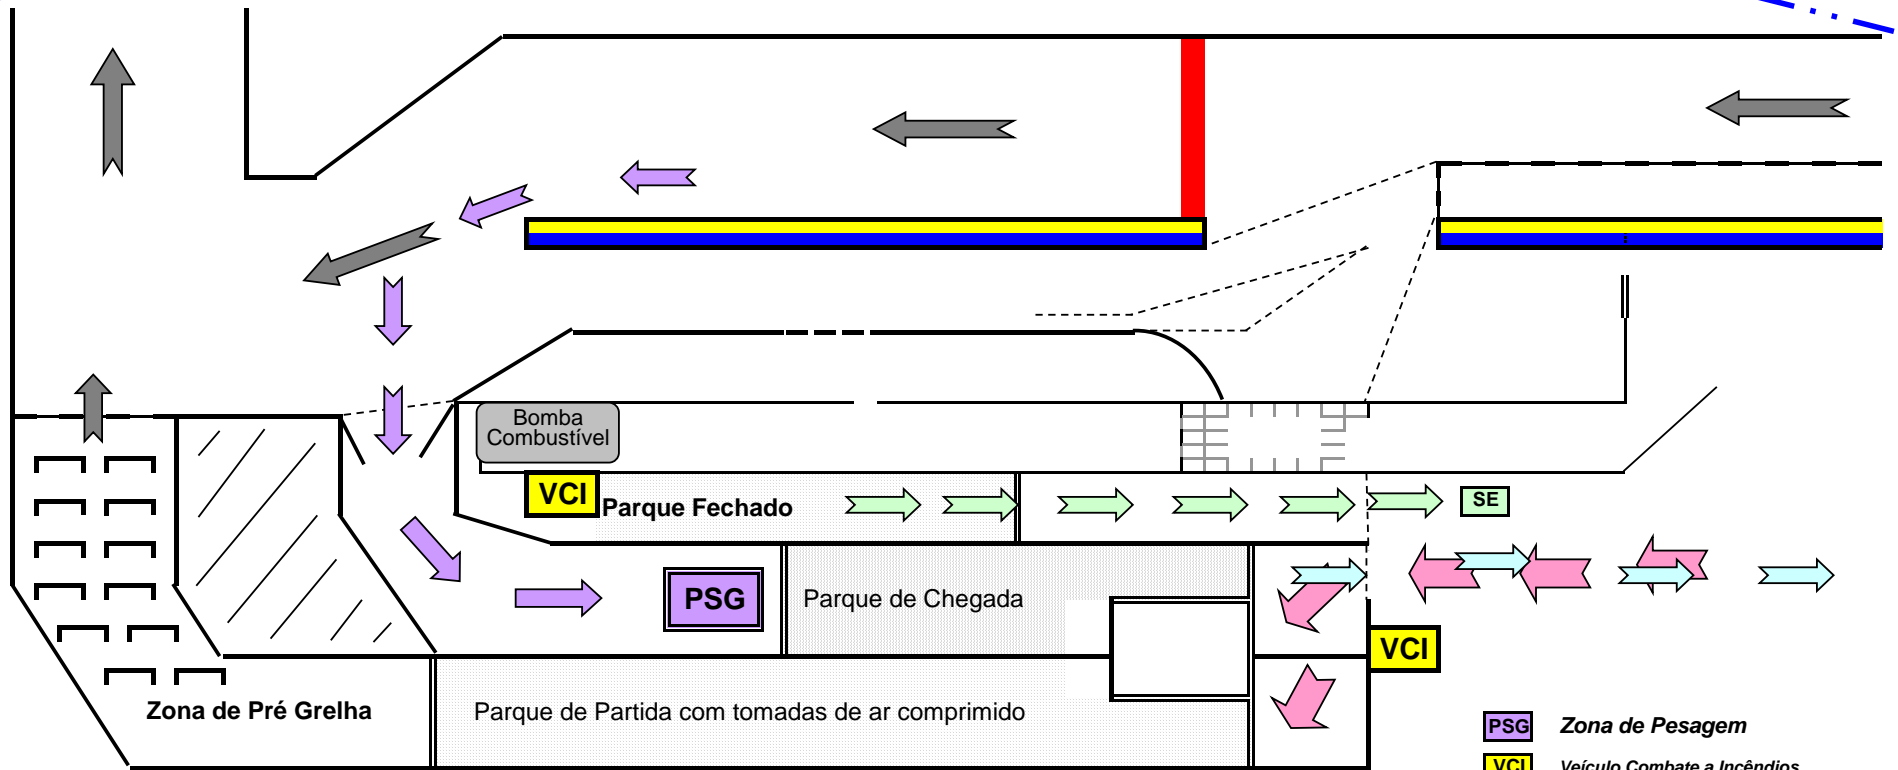 Bomba
Combustível
VCI
Parque Fechado
SE
PSG
Parque de Chegada
VCI
Zona de Pré Grelha
Parque de Partida com tomadas de ar comprimido
PSG Zona de Pesagem
VCI Veículo Combate a Incêndios